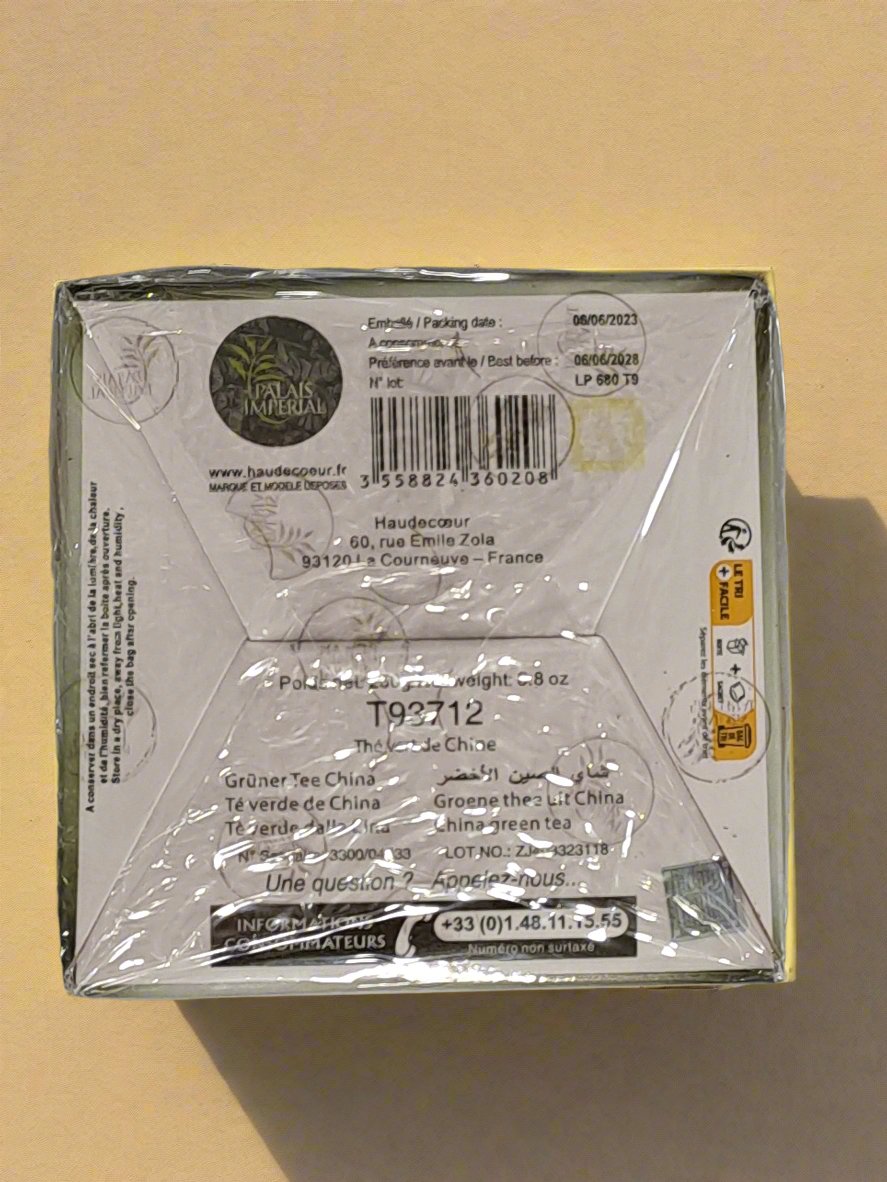 PALAIS
IMPERIAL
www.haudecoeur.fr
MARQUE ET MODELE DEPOSES
/ Packing date : 06/06/2023
A
Préférence avant le / Best before : 06/06/2028
N° lot: LP 680 T9
3 558824 360208
Haudecœur
60, rue Emile Zola
93120 La Courneuve – France
A conserver dans un endroit sec à l'abri de la lumière, de la chaleur
et de l'humidité, bien refermer la boite après ouverture.
Store in a dry place, away from light, heat and humidity,
close the bag after opening.
LE TRI
+ FACILE
+
BAC
weight: 8.8 oz
Thé vert de Chine
Grüner Tee China
شاي الصين الأخضر
Té verde de China
Groene thee uit China
China green tea
LOT.NO.:
Une question ? Appelez-nous...
INFORMATIONS
CONSOMMATEURS
+33 (0)1.48.11.15.55
Numéro non surtaxé